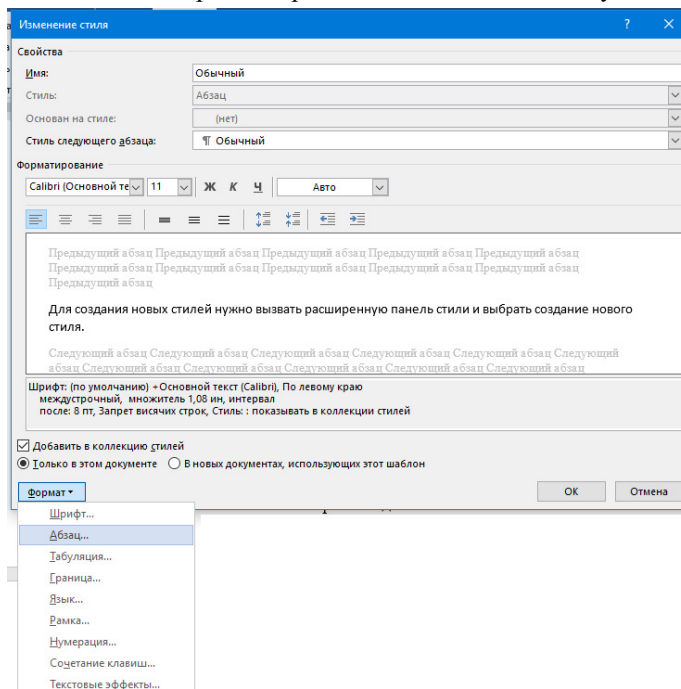 Изменение стиля ? ×
Свойства
Имя: Обычный
Стиль: Абзац
Основан на стиле: (нет)
Стиль следующего абзаца: ¶ Обычный
Форматирование
Calibri (Основной те 11 Ж К Ч Авто
Предыдущий абзац Предыдущий абзац Предыдущий абзац Предыдущий абзац Предыдущий абзац
Предыдущий абзац Предыдущий абзац Предыдущий абзац Предыдущий абзац Предыдущий абзац
Предыдущий абзац
Для создания новых стилей нужно вызвать расширенную панель стили и выбрать создание нового
стиля.
Следующий абзац Следующий абзац Следующий абзац Следующий абзац Следующий абзац Следующий
абзац Следующий абзац Следующий абзац Следующий абзац Следующий абзац Следующий абзац
Шрифт: (по умолчанию) +Основной текст (Calibri), По левому краю
междустрочный, множитель 1,08 ин, интервал
после: 8 пт, Запрет висячих строк, Стиль: : показывать в коллекции стилей
Добавить в коллекцию стилей
Только в этом документе В новых документах, использующих этот шаблон
Формат ОК Отмена
Шрифт...
Абзац...
Табуляция...
Граница...
Язык...
Рамка...
Нумерация...
Сочетание клавиш...
Текстовые эффекты...